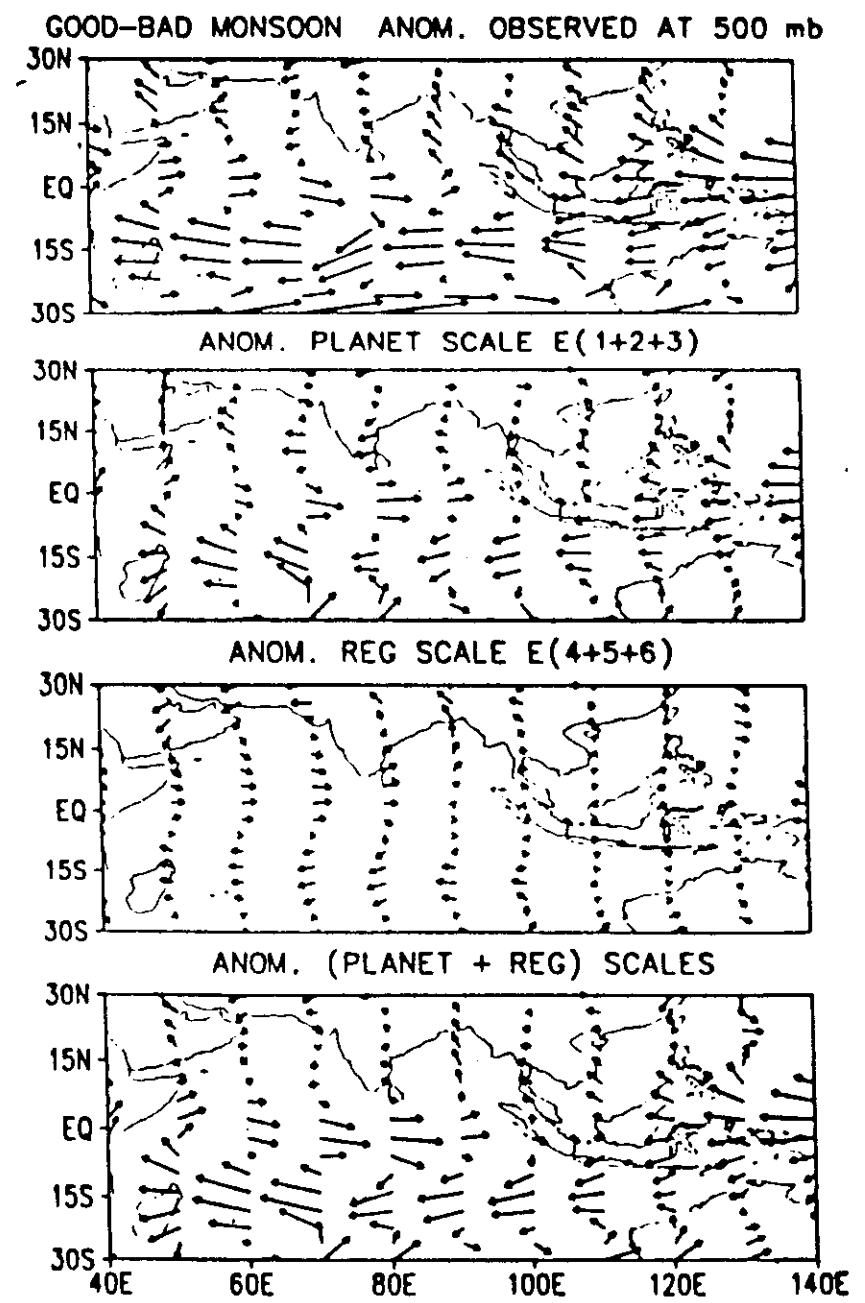 GOOD-BAD MONSOON ANOM. OBSERVED AT 500 mb
30N
15N
EQ
15S
30S
ANOM. PLANET SCALE E(1+2+3)
30N
15N
EQ
15S
30S
ANOM. REG SCALE E(4+5+6)
30N
15N
EQ
15S
30S
ANOM. (PLANET + REG) SCALES
30N
15N
EQ
15S
30S
40E 60E 80E 100E 120E 140E